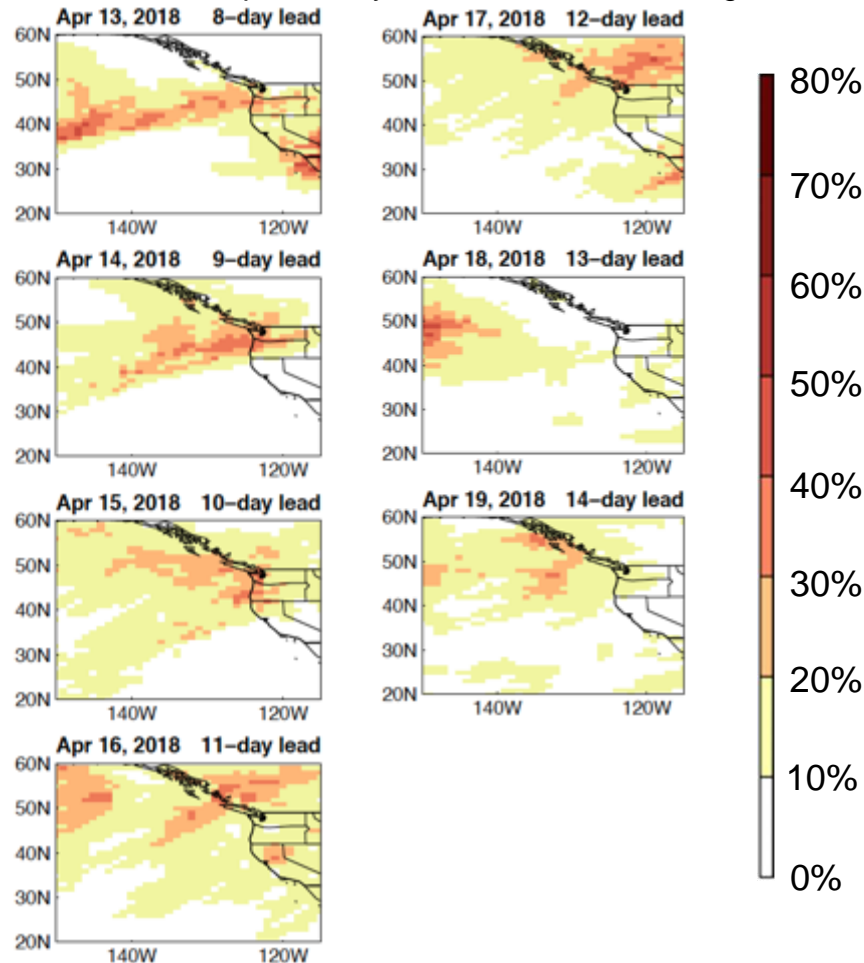 Apr 13, 2018 8-day lead
60N
50N
40N
30N
20N
140W 120W
Apr 14, 2018 9-day lead
60N
50N
40N
30N
20N
140W 120W
Apr 15, 2018 10-day lead
60N
50N
40N
30N
20N
140W 120W
Apr 16, 2018 11-day lead
60N
50N
40N
30N
20N
140W 120W
Apr 17, 2018 12-day lead
60N
50N
40N
30N
20N
140W 120W
Apr 18, 2018 13-day lead
60N
50N
40N
30N
20N
140W 120W
Apr 19, 2018 14-day lead
60N
50N
40N
30N
20N
140W 120W
80%
70%
60%
50%
40%
30%
20%
10%
0%